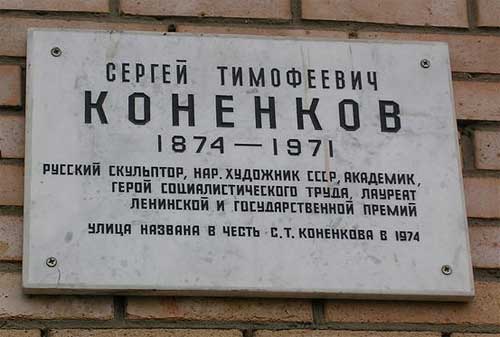 СЕРГЕЙ ТИМОФЕЕВИЧ
КОНЕНКОВ
1874—1971
РУССКИЙ СКУЛЬПТОР, НАР. ХУДОЖНИК СССР, АКАДЕМИК,
ГЕРОЙ СОЦИАЛИСТИЧЕСКОГО ТРУДА, ЛАУРЕАТ
ЛЕНИНСКОЙ И ГОСУДАРСТВЕННОЙ ПРЕМИЙ
УЛИЦА НАЗВАНА В ЧЕСТЬ С.Т. КОНЕНКОВА В 1974